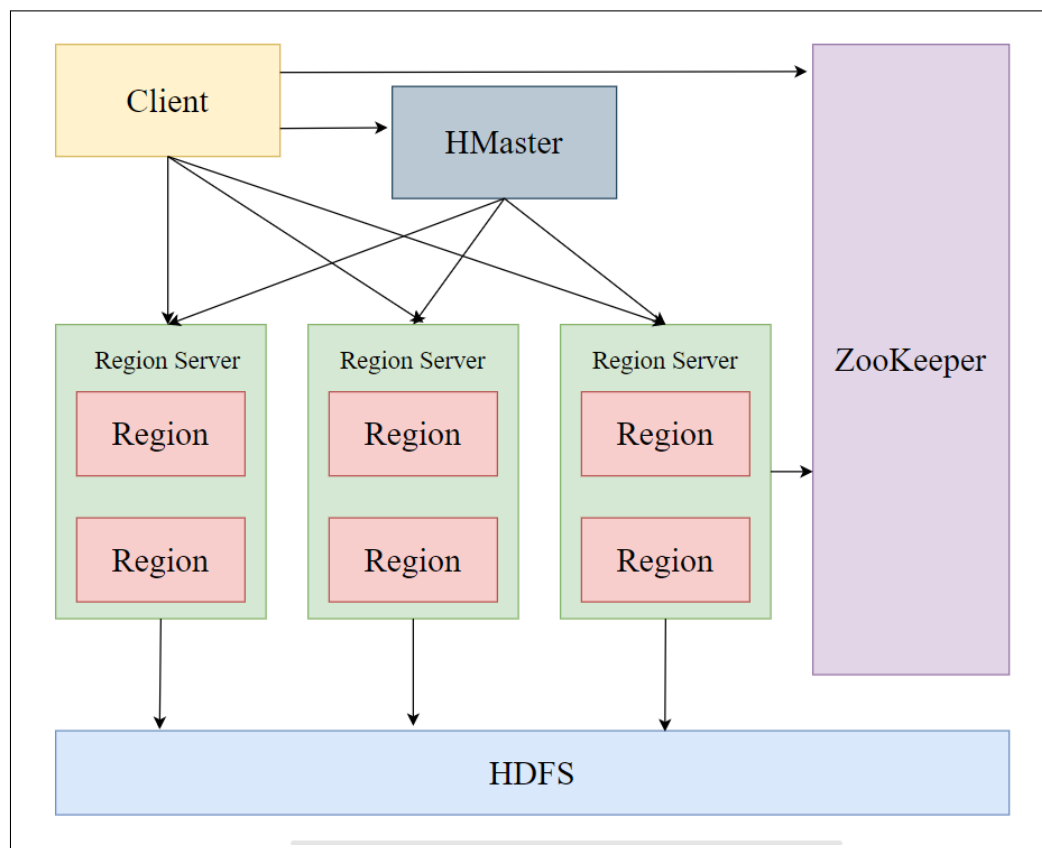 Client
HMaster
ZooKeeper
Region Server
Region Server
Region Server
Region
Region
Region
Region
Region
Region
HDFS